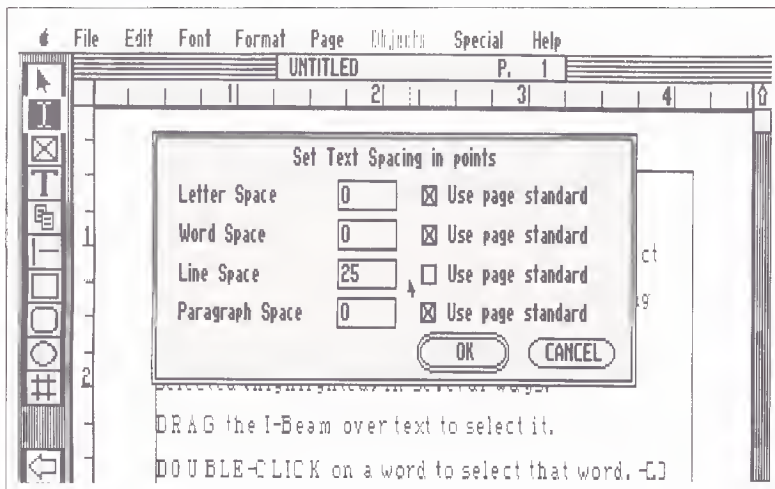 File Edit Font Format Page Objects Special Help
UNTITLED P. 1
1 2 3 4
Set Text Spacing in points
Letter Space 0 Use page standard
Word Space 0 Use page standard
Line Space 25 Use page standard
Paragraph Space 0 Use page standard
OK CANCEL
1
2
T
ct
DRAG the I-Beam over text to select it.
DOUBLE-CLICK on a word to select that word.